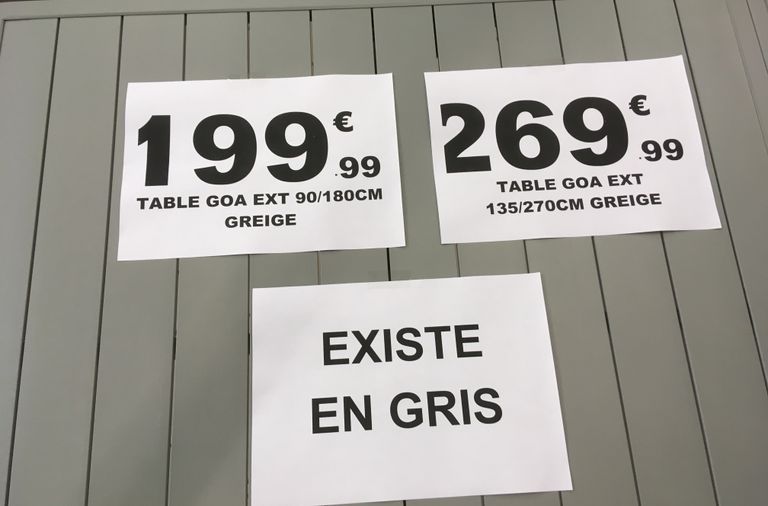 199€.99
TABLE GOA EXT 90/180CM
GREIGE
269€.99
TABLE GOA EXT
135/270CM GREIGE
EXISTE
EN GRIS